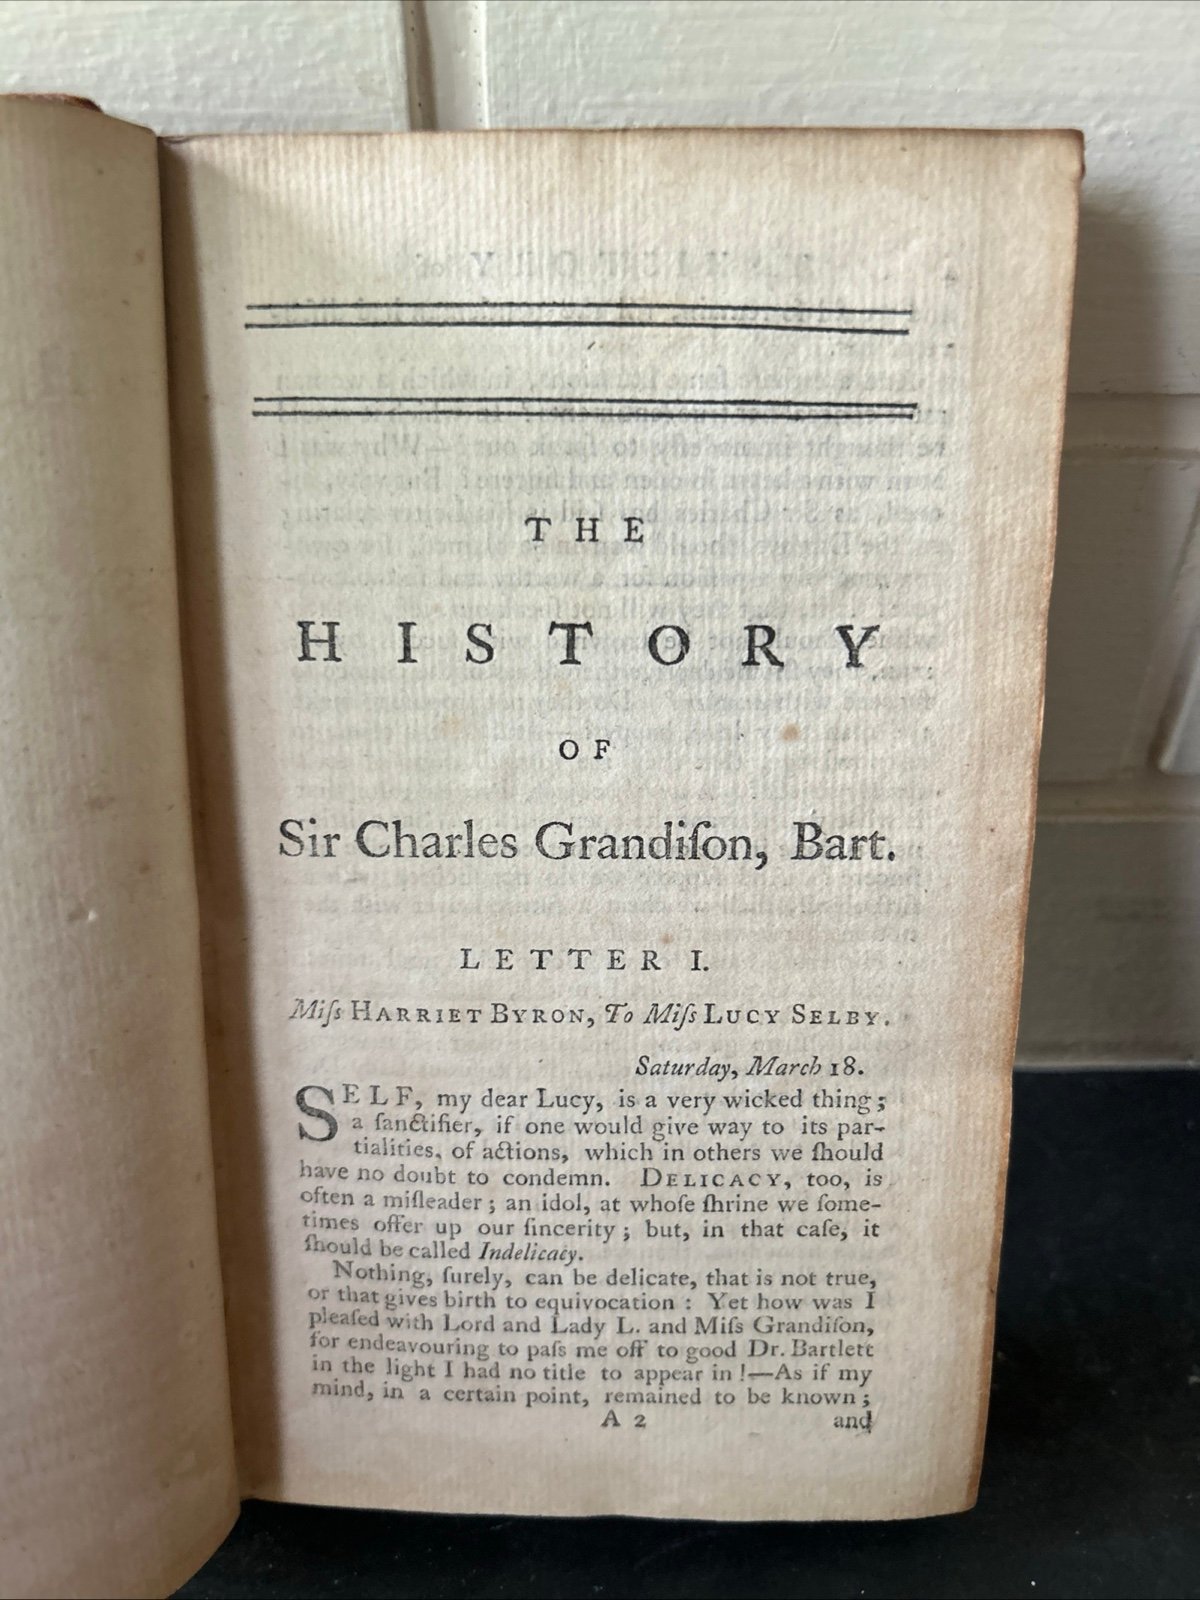 THE
HISTORY
OF
Sir Charles Grandiſon, Bart.
LETTER I.
Miſs HARRIET BYRON, To Miſs LUCY SELBY.
Saturday, March 18.
SELF, my dear Lucy, is a very wicked thing;
a ſanctifier, if one would give way to its par-
tialities, of actions, which in others we ſhould
have no doubt to condemn. DELICACY, too, is
often a miſleader; an idol, at whoſe ſhrine we ſome-
times offer up our ſincerity; but, in that caſe, it
ſhould be called Indelicacy.
Nothing, ſurely, can be delicate, that is not true,
or that gives birth to equivocation: Yet how was I
pleaſed with Lord and Lady L. and Miſs Grandiſon,
for endeavouring to paſs me off to good Dr. Bartlett
in the light I had no title to appear in!—As if my
mind, in a certain point, remained to be known;
A 2 and